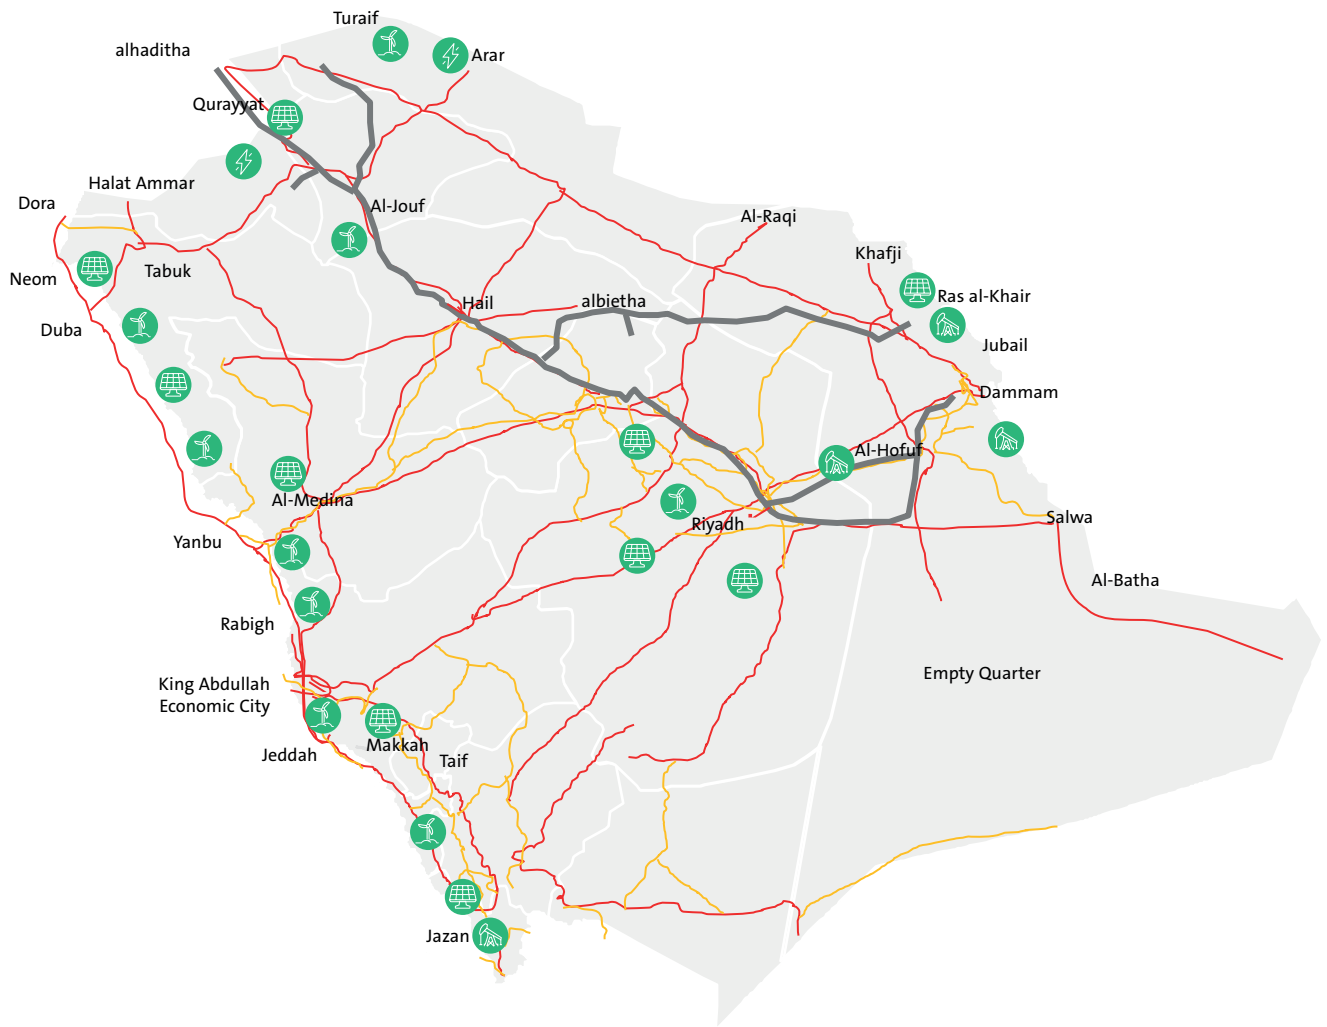 Turaif
alhaditha
Arar
Qurayyat
Halat Ammar
Dora
Al-Jouf
Al-Raqi
Khafji
Tabuk
Neom
Ras al-Khair
Hail
albietha
Duba
Jubail
Dammam
Al-Hofuf
Al-Medina
Riyadh
Salwa
Yanbu
Al-Batha
Rabigh
Empty Quarter
King Abdullah
Economic City
Makkah
Jeddah
Taif
Jazan